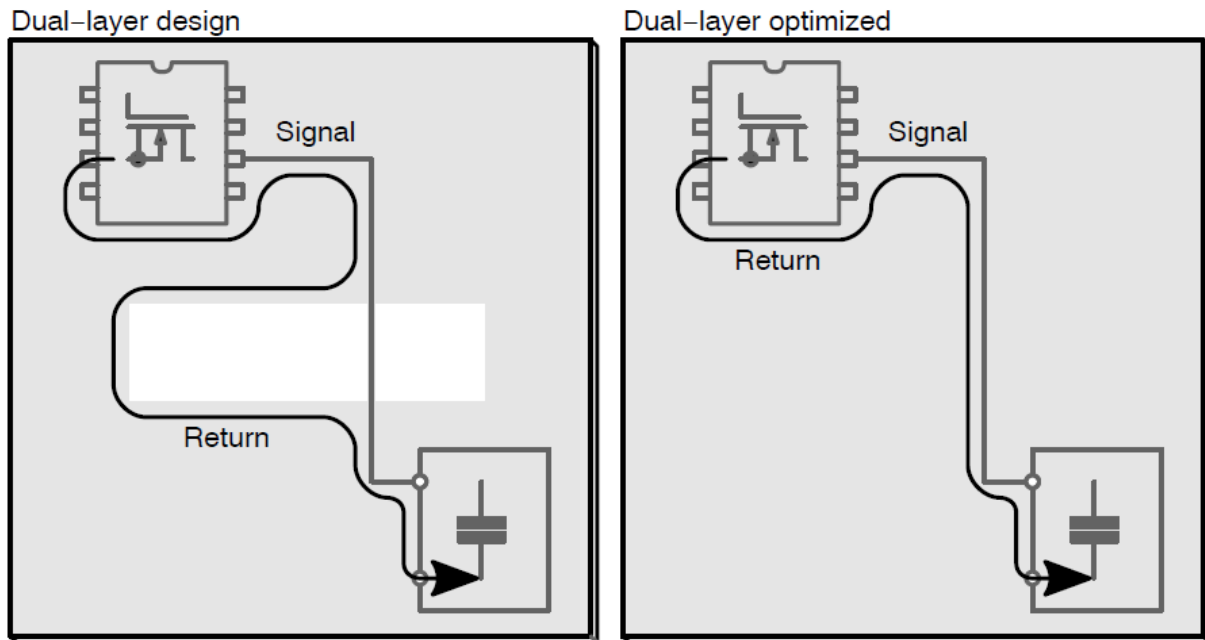 Dual–layer design
Signal
Return
Dual–layer optimized
Signal
Return